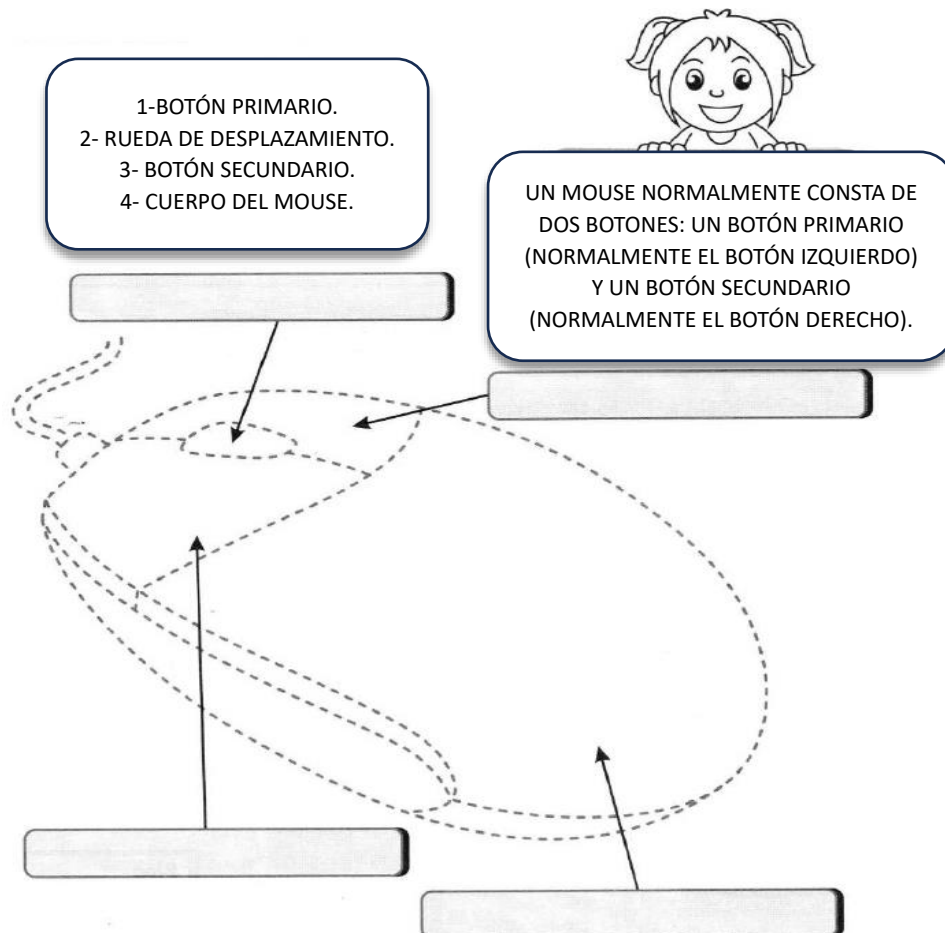 1-BOTÓN PRIMARIO.
2- RUEDA DE DESPLAZAMIENTO.
3- BOTÓN SECUNDARIO.
4- CUERPO DEL MOUSE.
UN MOUSE NORMALMENTE CONSTA DE
DOS BOTONES: UN BOTÓN PRIMARIO
(NORMALMENTE EL BOTÓN IZQUIERDO)
Y UN BOTÓN SECUNDARIO
(NORMALMENTE EL BOTÓN DERECHO).